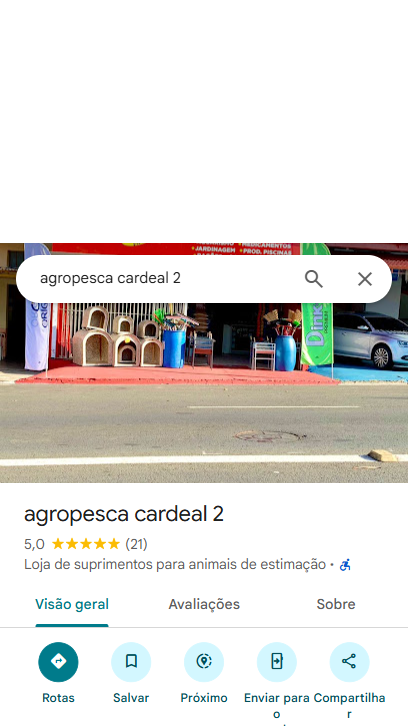 MEDICAMENTOS
• JARDINAGEM • PROD. PISCINAS
agropesca cardeal 2
agropesca cardeal 2
5,0 ★★★★★ (21)
Loja de suprimentos para animais de estimação •
Visão geral Avaliações Sobre
Rotas Salvar Próximo Enviar para o Compartilhar